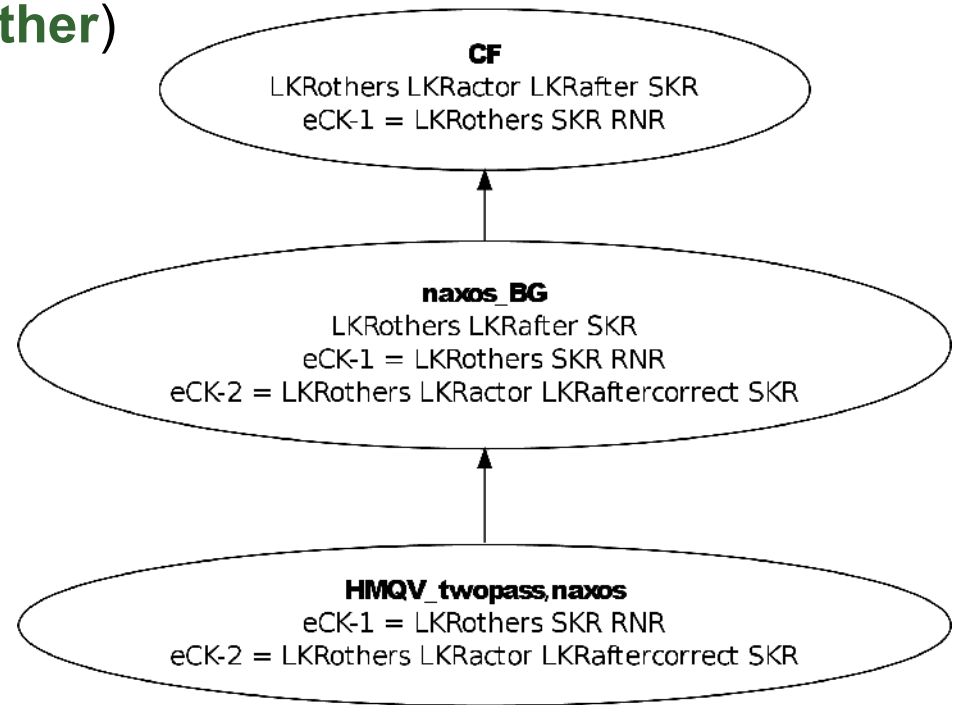 ther)
CF
LKRothers LKRactor LKRafter SKR
eCK-1 = LKRothers SKR RNR
naxos_BG
LKRothers LKRafter SKR
eCK-1 = LKRothers SKR RNR
eCK-2 = LKRothers LKRactor LKRaftercorrect SKR
HMQV_twopass,naxos
eCK-1 = LKRothers SKR RNR
eCK-2 = LKRothers LKRactor LKRaftercorrect SKR